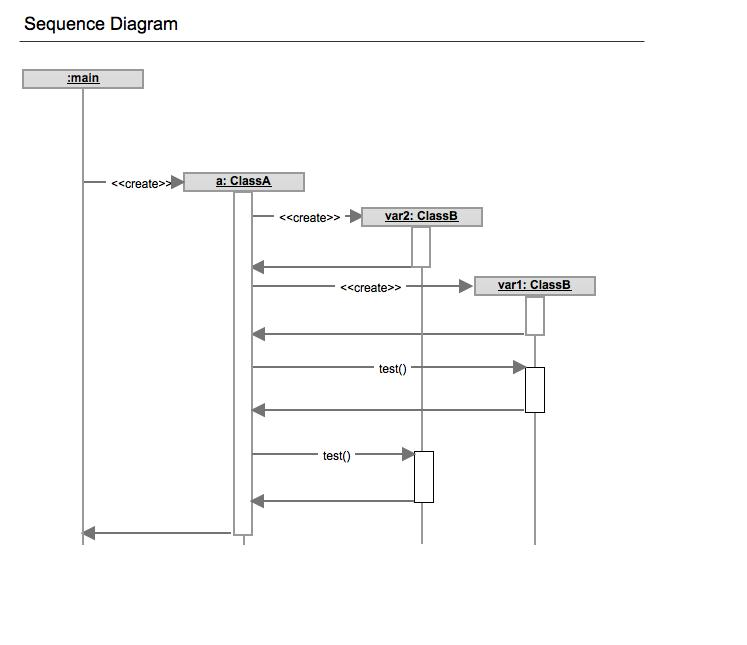 Sequence Diagram
:main
<<create>>
a: ClassA
<<create>>
var2: ClassB
<<create>>
var1: ClassB
test()
test()